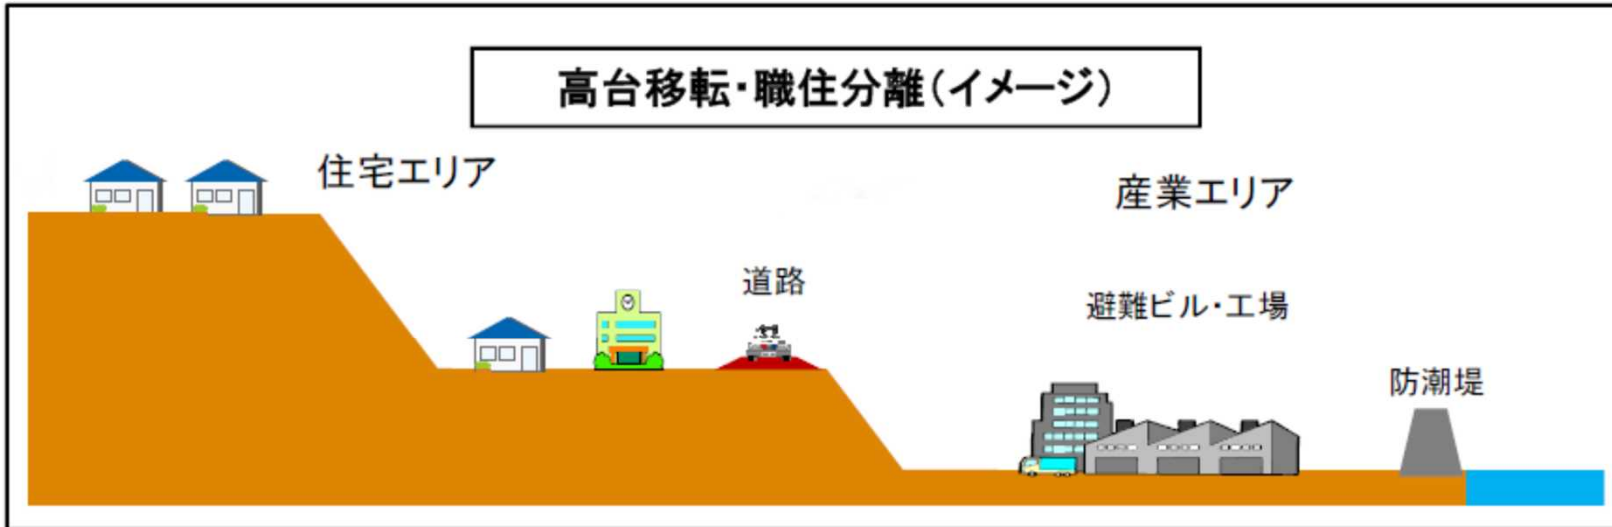 高台移転・職住分離（イメージ）
住宅エリア
産業エリア
道路
避難ビル・工場
防潮堤